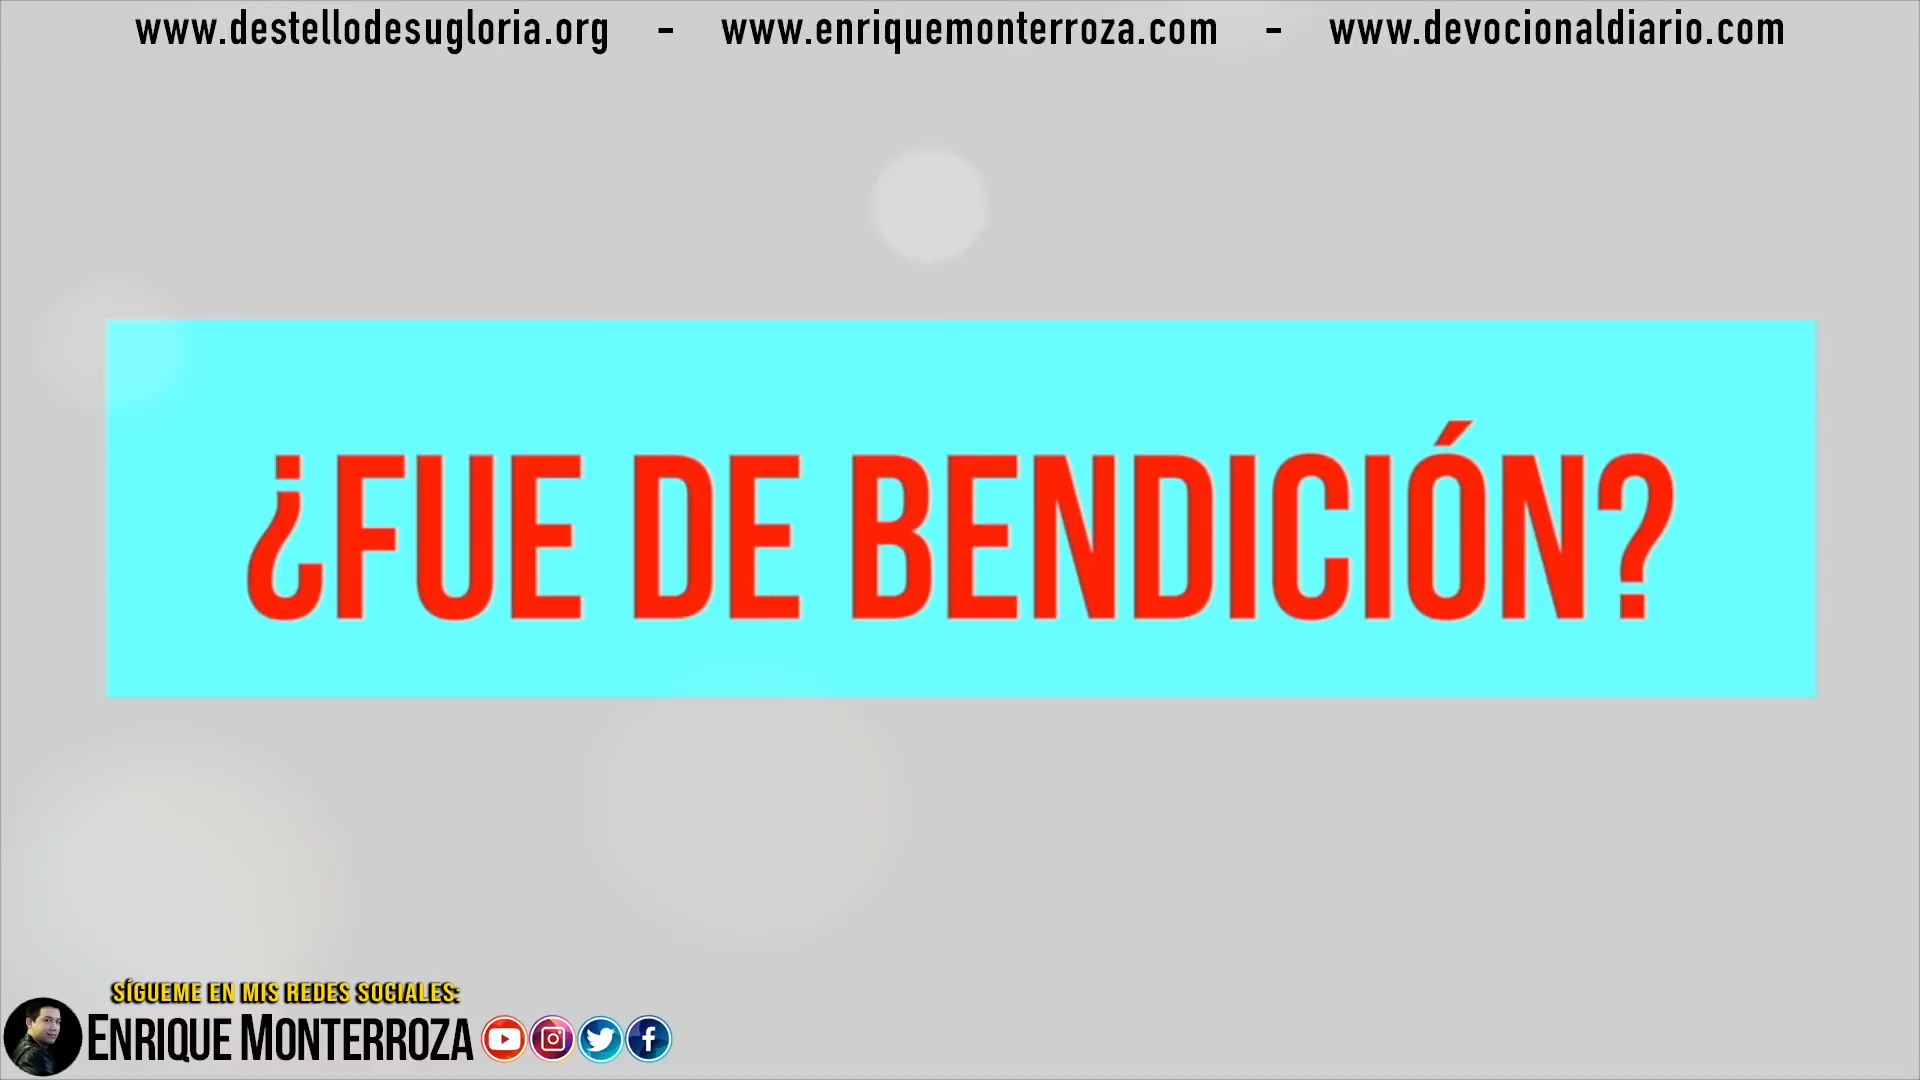 www.destellodesugloria.org - www.enriquemonterroza.com - www.devocionaldiario.com
¿FUE DE BENDICIÓN?
SÍGUEME EN MIS REDES SOCIALES:
ENRIQUE MONTERROZA